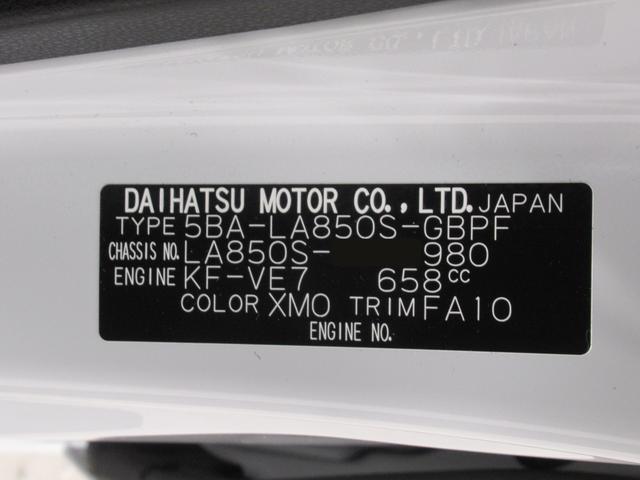 DAIHATSU MOTOR CO., LTD. JAPAN
TYPE 5BA-LA850S-GBPF
CHASSIS NO. LA850S- 980
ENGINE KF-VE7 658cc
COLOR XM0 TRIM FA10
ENGINE NO.